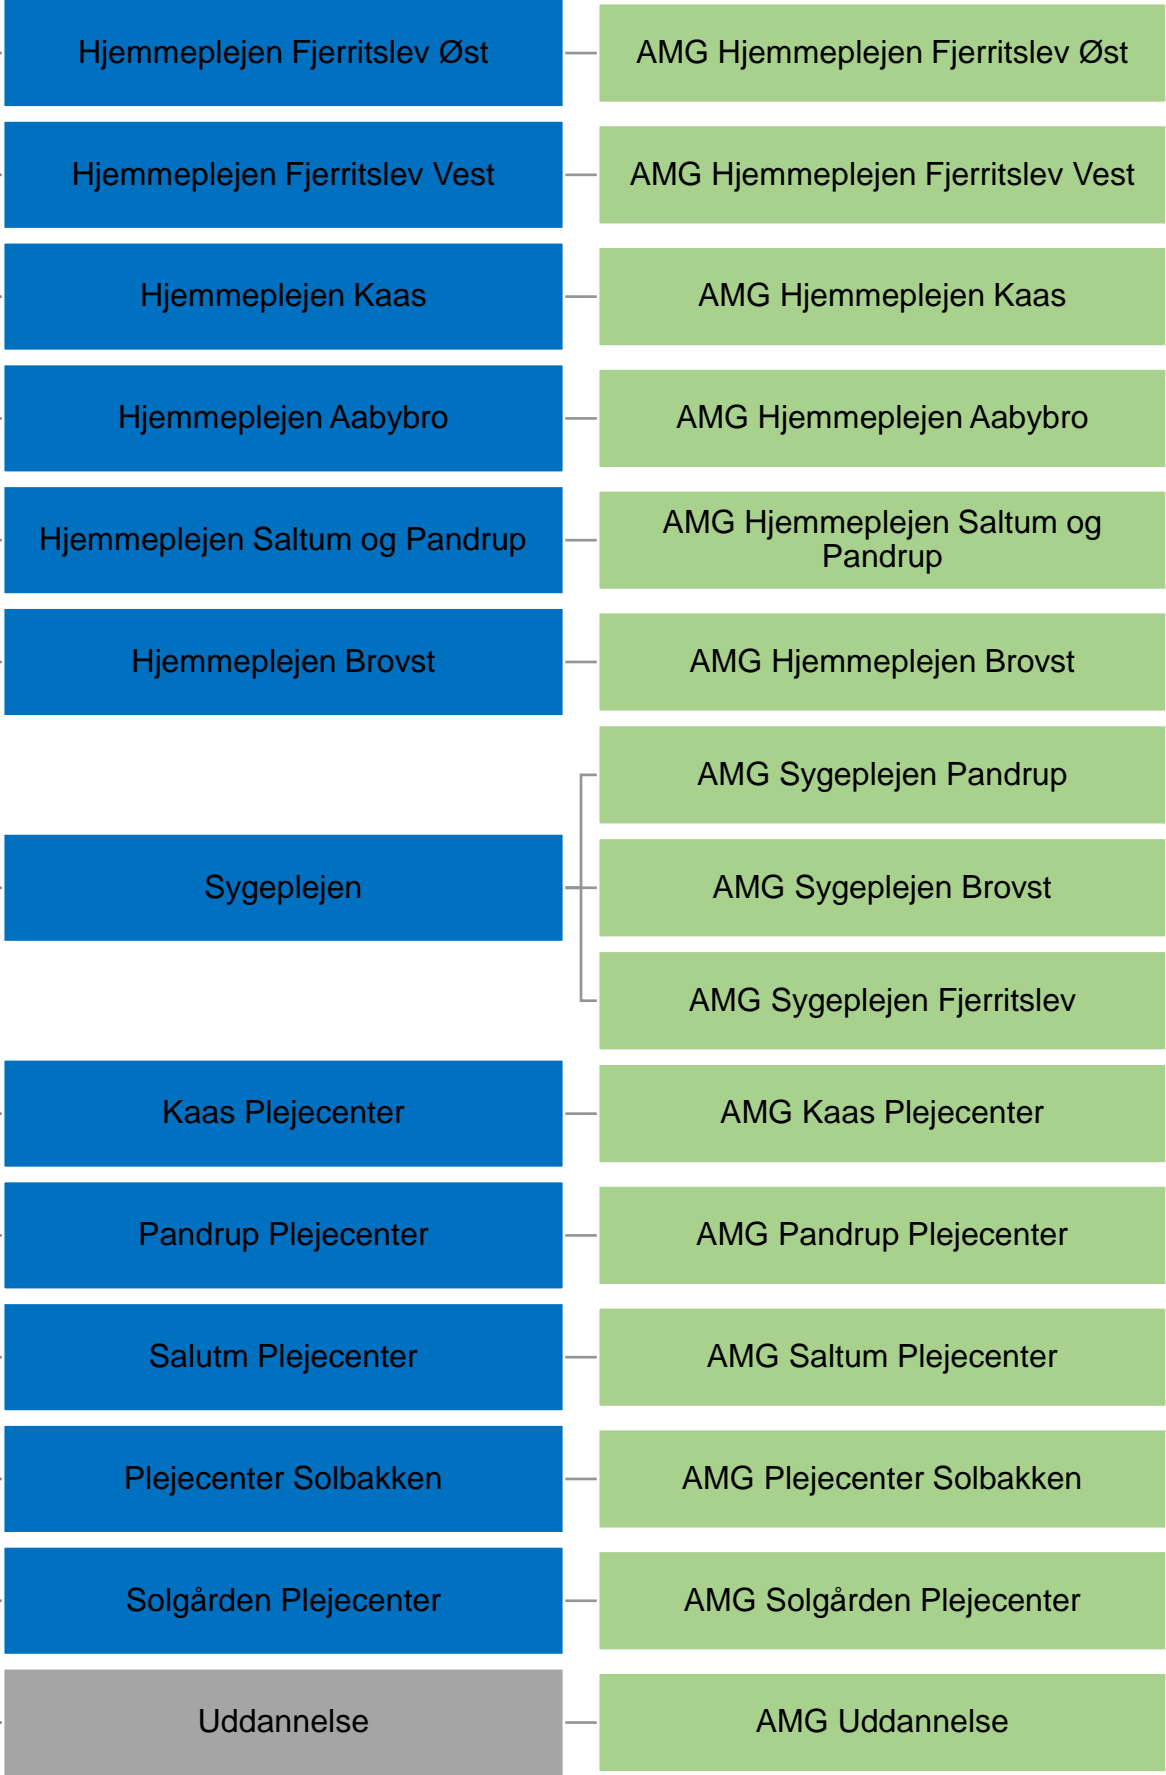 Hjemmeplejen Fjerritslev Øst
AMG Hjemmeplejen Fjerritslev Øst
Hjemmeplejen Fjerritslev Vest
AMG Hjemmeplejen Fjerritslev Vest
Hjemmeplejen Kaas
AMG Hjemmeplejen Kaas
Hjemmeplejen Aabybro
AMG Hjemmeplejen Aabybro
Hjemmeplejen Saltum og Pandrup
AMG Hjemmeplejen Saltum og
Pandrup
Hjemmeplejen Brovst
AMG Hjemmeplejen Brovst
Sygeplejen
AMG Sygeplejen Pandrup
AMG Sygeplejen Brovst
AMG Sygeplejen Fjerritslev
Kaas Plejecenter
AMG Kaas Plejecenter
Pandrup Plejecenter
AMG Pandrup Plejecenter
Salutm Plejecenter
AMG Saltum Plejecenter
Plejecenter Solbakken
AMG Plejecenter Solbakken
Solgården Plejecenter
AMG Solgården Plejecenter
Uddannelse
AMG Uddannelse